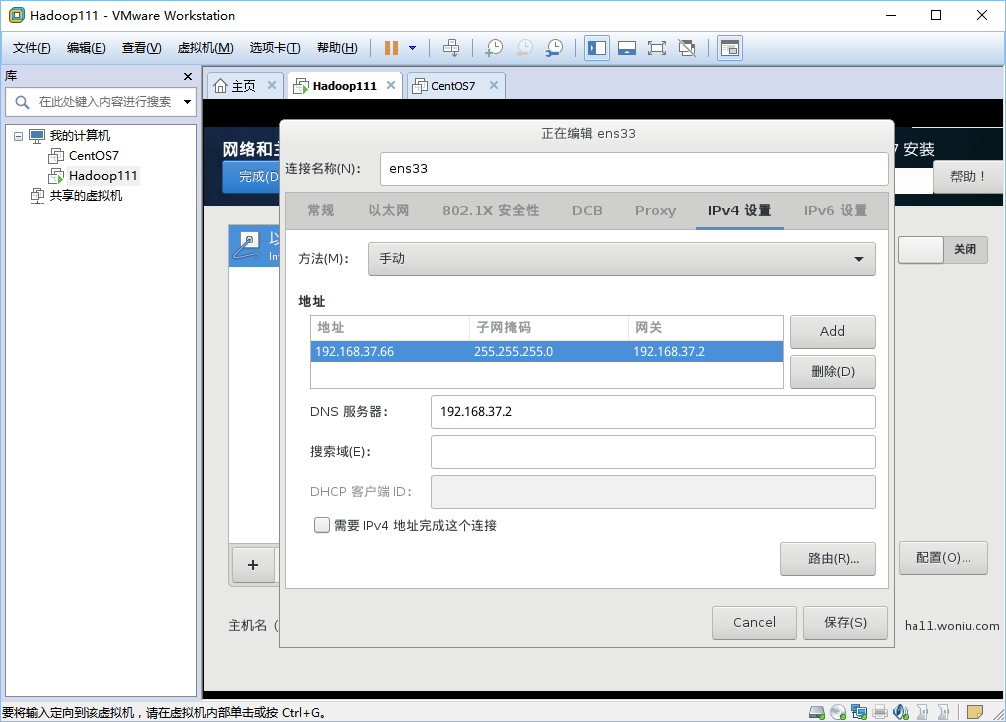 Hadoop111 - VMware Workstation
文件(F) 编辑(E) 查看(V) 虚拟机(M) 选项卡(T) 帮助(H)
库
在此处键入内容进行搜索
我的计算机
CentOS7
Hadoop111
共享的虚拟机
主页 Hadoop111 CentOS7
网络和主
完成(D
7 安装
帮助！
正在编辑 ens33
连接名称(N): ens33
常规 以太网 802.1X 安全性 DCB Proxy IPv4 设置 IPv6 设置
方法(M): 手动
地址
地址 子网掩码 网关
192.168.37.66 255.255.255.0 192.168.37.2
Add
删除(D)
DNS 服务器: 192.168.37.2
搜索域(E):
DHCP 客户端 ID:
需要 IPv4 地址完成这个连接
路由(R)...
Cancel 保存(S)
以
Int
关闭
+
配置(O)...
主机名（
ha11.woniu.com
要将输入定向到该虚拟机，请在虚拟机内部单击或按 Ctrl+G。